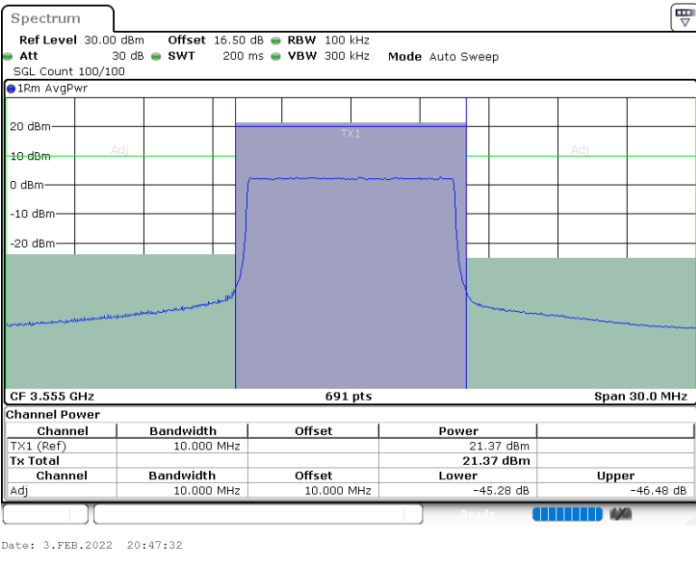 Spectrum
Ref Level 30.00 dBm Offset 16.50 dB RBW 100 kHz
Att 30 dB SWT 200 ms VBW 300 kHz Mode Auto Sweep
SGL Count 100/100
1Rm AvgPwr
20 dBm
TX1
Adj Adj
10 dBm
0 dBm
-10 dBm
-20 dBm
CF 3.555 GHz 691 pts Span 30.0 MHz
Channel Power
Channel Bandwidth Offset Power
TX1 (Ref) 10.000 MHz 21.37 dBm
Tx Total 21.37 dBm
Channel Bandwidth Offset Lower Upper
Adj 10.000 MHz 10.000 MHz -45.28 dB -46.48 dB
Ready
Date: 3.FEB.2022 20:47:32